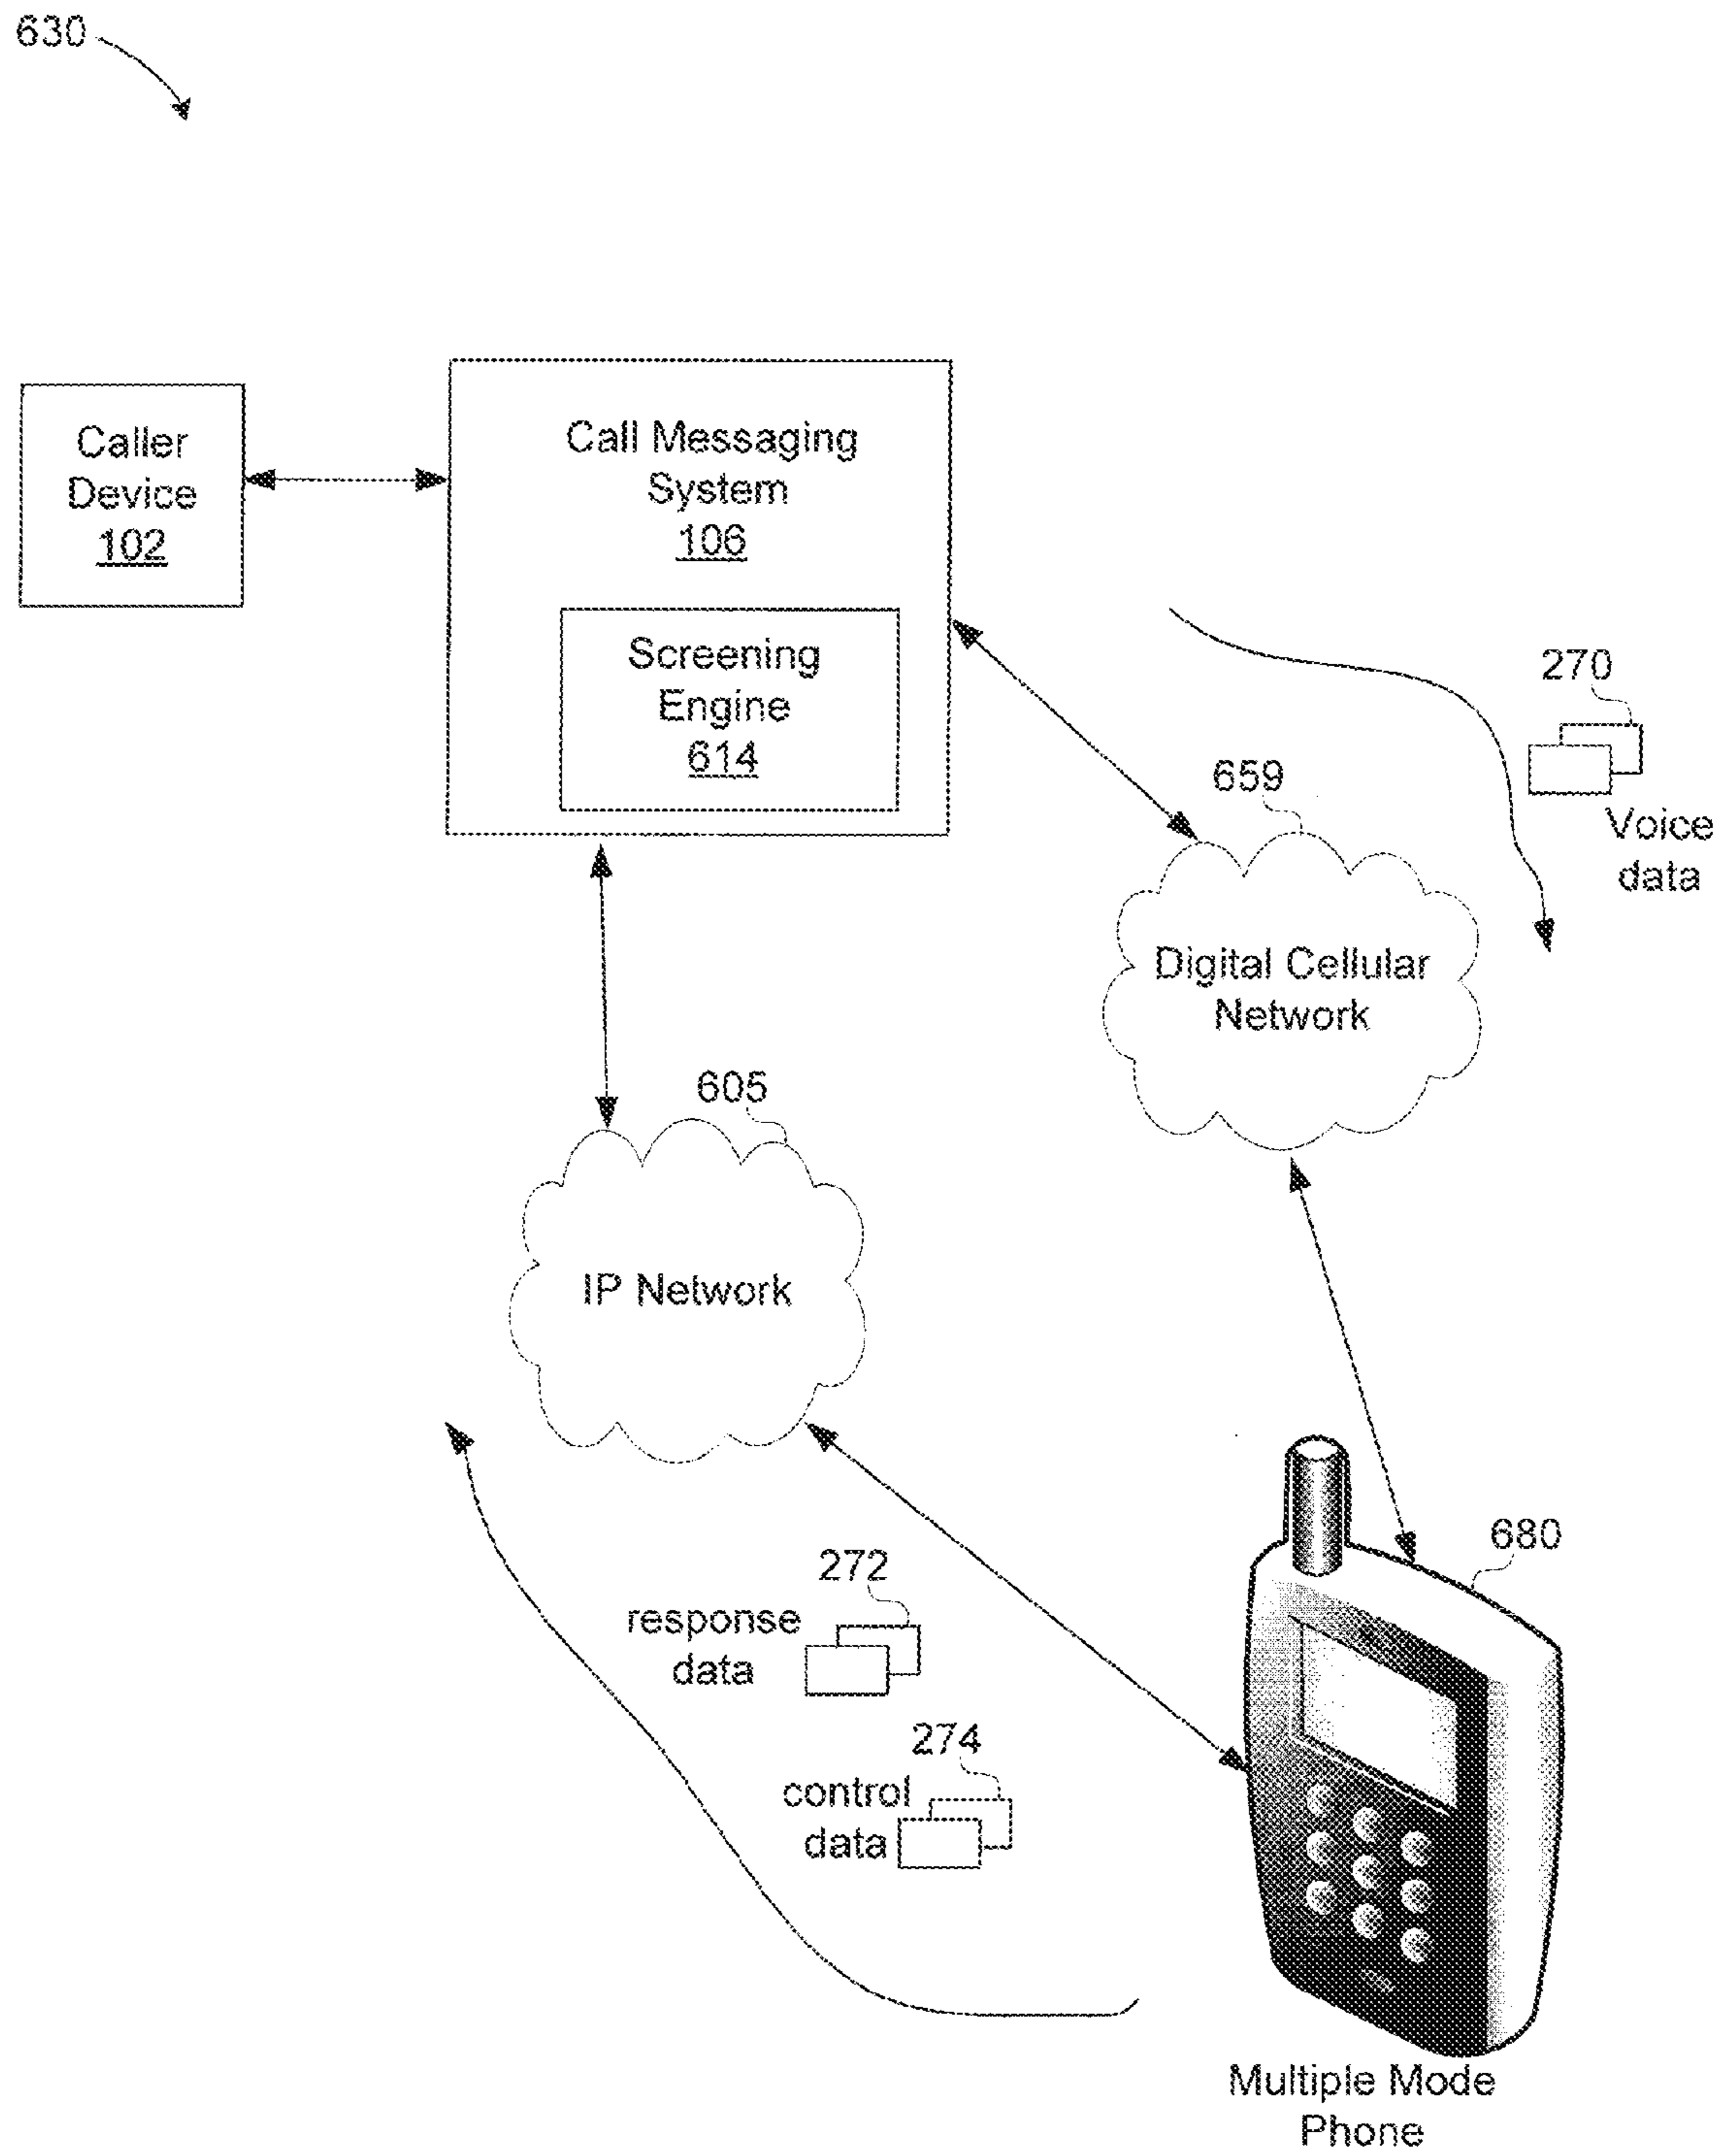 630
Caller
Device
102
Call Messaging
System
106
Screening
Engine
614
270
Voice
data
659
Digital Cellular
Network
605
IP Network
680
272
response
data
274
control
data
Multiple Mode
Phone